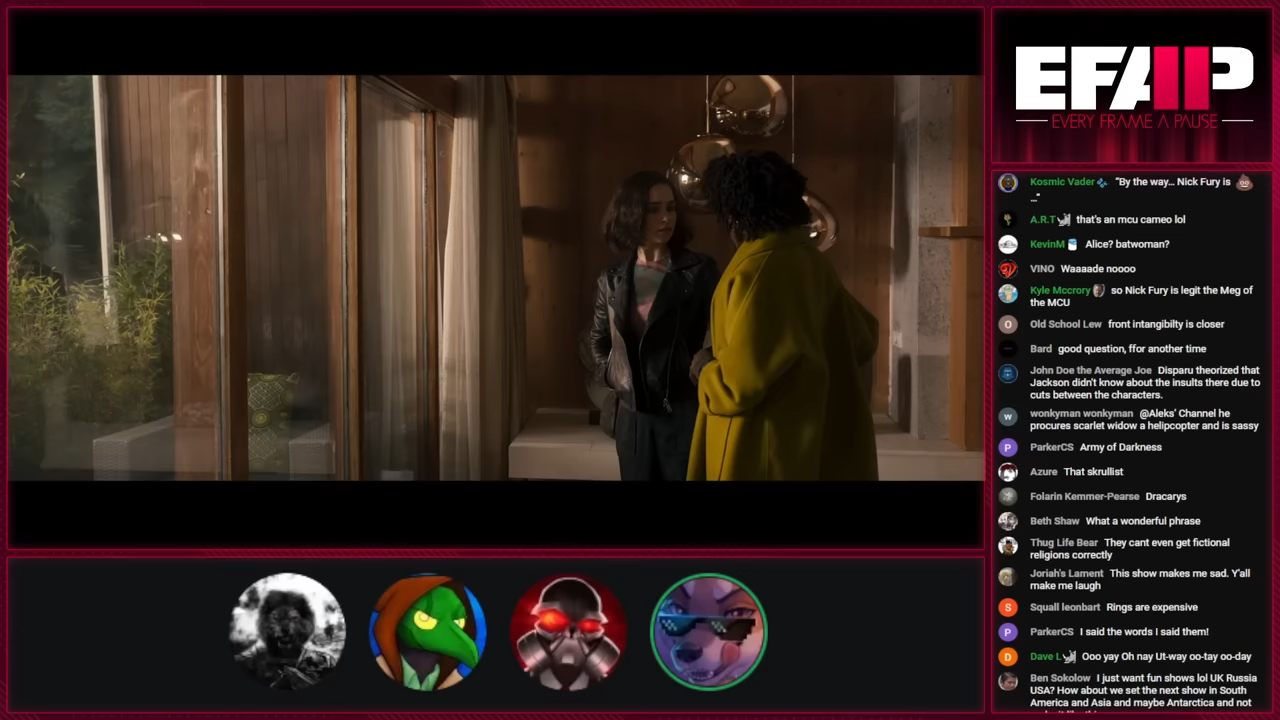 EFAP
EVERY FRAME A PAUSE
Kosmic Vader "By the way... Nick Fury is
..."
A.R.T that's an mcu cameo lol
KevinM Alice? batwoman?
VINO Waaaade noooo
Kyle Mccrory so Nick Fury is legit the Meg of
the MCU
Old School Lew front intangibilty is closer
Bard good question, ffor another time
John Doe the Average Joe Disparu theorized that
Jackson didn't know about the insults there due to
cuts between the characters.
wonkyman wonkyman @Aleks' Channel he
procures scarlet widow a helipcopter and is sassy
ParkerCS Army of Darkness
Azure That skrullist
Folarin Kemmer-Pearse Dracarys
Beth Shaw What a wonderful phrase
Thug Life Bear They cant even get fictional
religions correctly
Joriah's Lament This show makes me sad. Y'all
make me laugh
Squall leonbart Rings are expensive
ParkerCS I said the words I said them!
Dave L Ooo yay Oh nay Ut-way oo-tay oo-day
Ben Sokolow I just want fun shows lol UK Russia
USA? How about we set the next show in South
America and Asia and maybe Antarctica and not